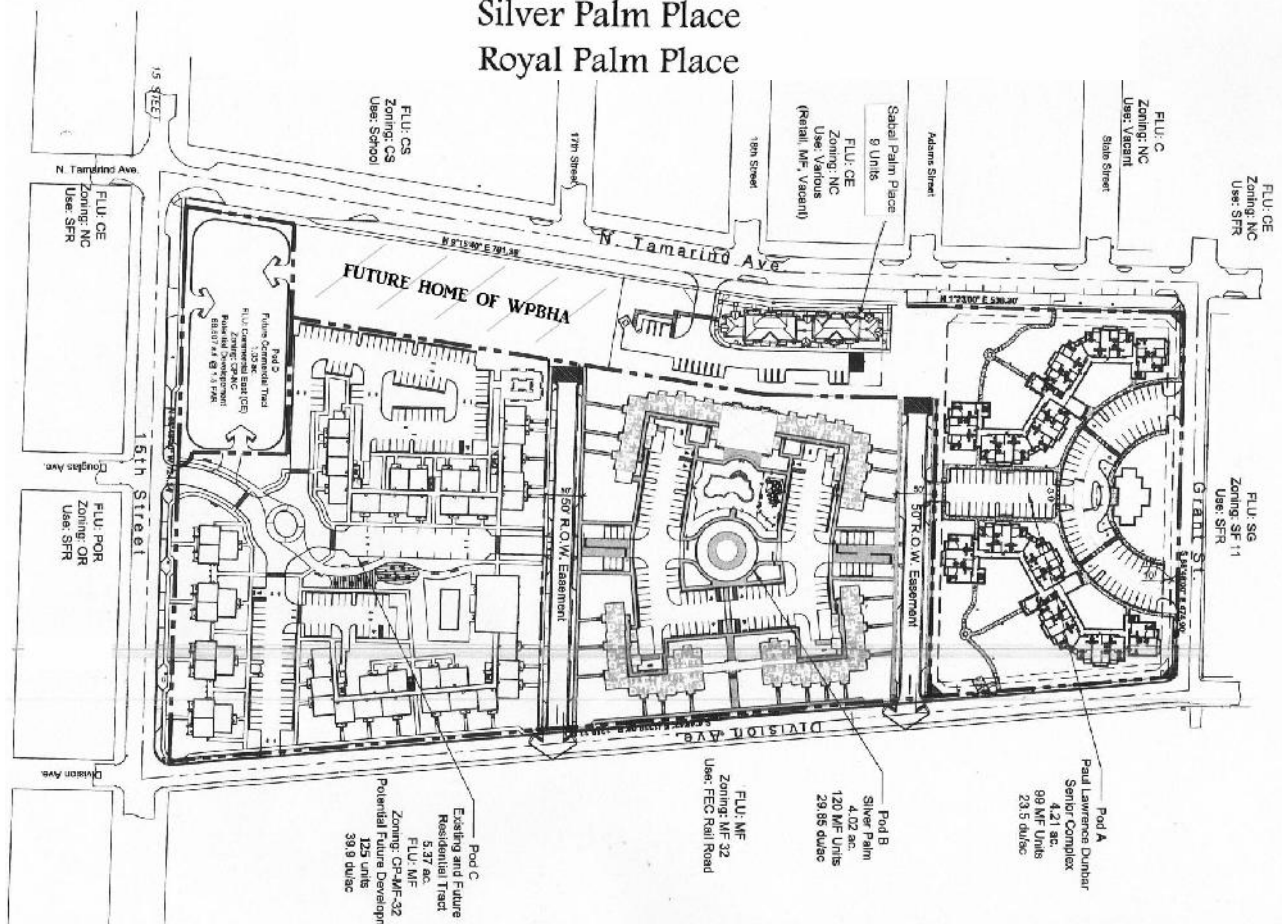 Silver Palm Place
Royal Palm Place
15 STEET
N. Tamarind Ave.
FLU: CE
Zoning: NC
Use: SFR
FLU: CS
Zoning: CS
Use: School
17th Street
18th Street
Sabal Palm Place
9 Units
FLU: CE
Zoning: NC
Use: Various
(Retail, MF, Vacant)
Adams Street
State Street
FLU: C
Zoning: NC
Use: Vacant
FLU: CE
Zoning: NC
Use: SFR
N. Tamarind Ave.
FUTURE HOME OF WPBHA
Pod D
Future Commercial Tract
FLU: Commercial East (CE)
Zoning: CP-NC
Potential Development
15th Street
Douglas Ave.
FLU: POR
Zoning: OR
Use: SFR
Division Ave.
50' R.O.W. Easement
50' R.O.W. Easement
Grant St.
FLU: SG
Zoning: SF 11
Use: SFR
Division Ave.
Pod A
Paul Lawrence Dunbar
Senior Complex
4.21 ac.
99 MF Units
23.5 du/ac
Pod B
Silver Palm
4.02 ac.
120 MF Units
29.85 du/ac
FLU: MF
Zoning: MF 32
Use: FEC Rail Road
Pod C
Existing and Future
Residential Tract
5.37 ac.
FLU: MF
Zoning: CP-MF-32
Potential Future Developm
125 units
39.9 du/ac